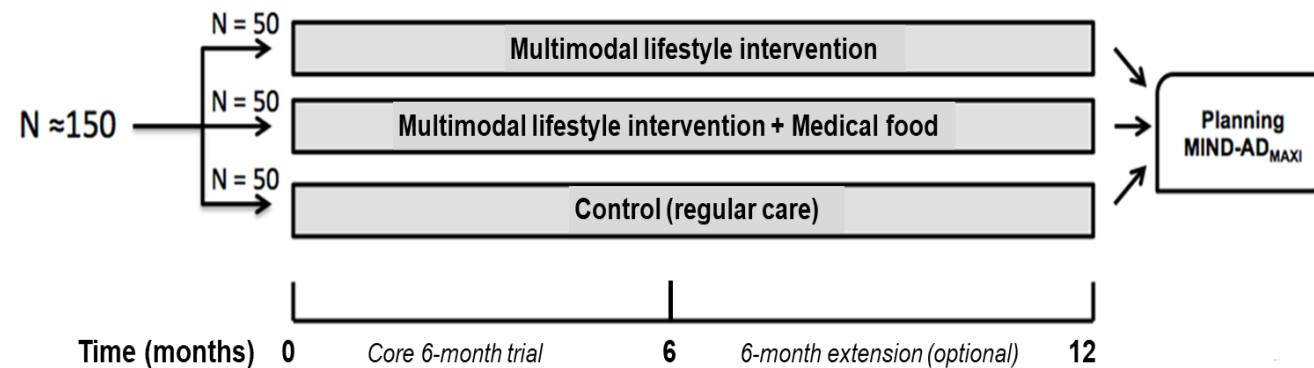 N = 50
Multimodal lifestyle intervention
N ≈150
N = 50
Multimodal lifestyle intervention + Medical food
Planning
MIND-AD_MAXI
N = 50
Control (regular care)
Time (months) 0 Core 6-month trial 6 6-month extension (optional) 12